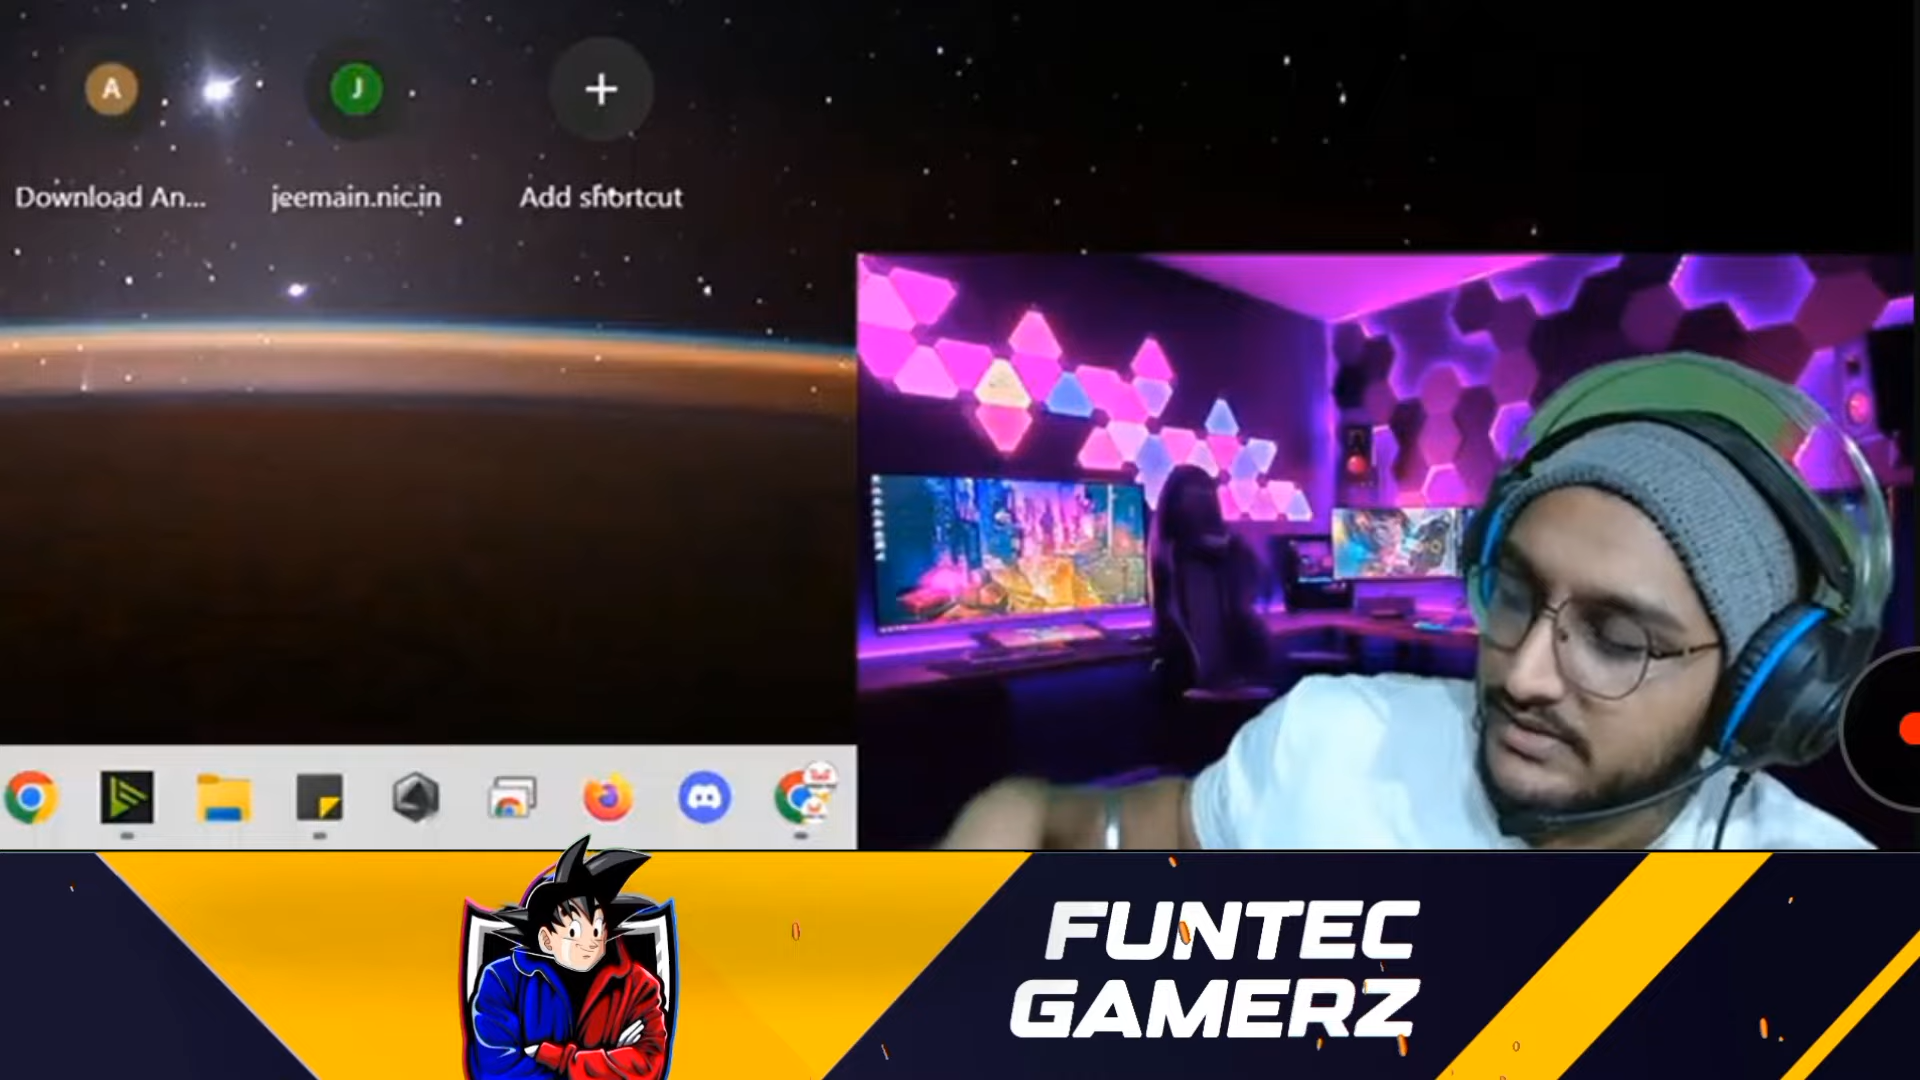 A
J
Download An...
jeemain.nic.in
Add shortcut
FUNTEC
GAMERZ